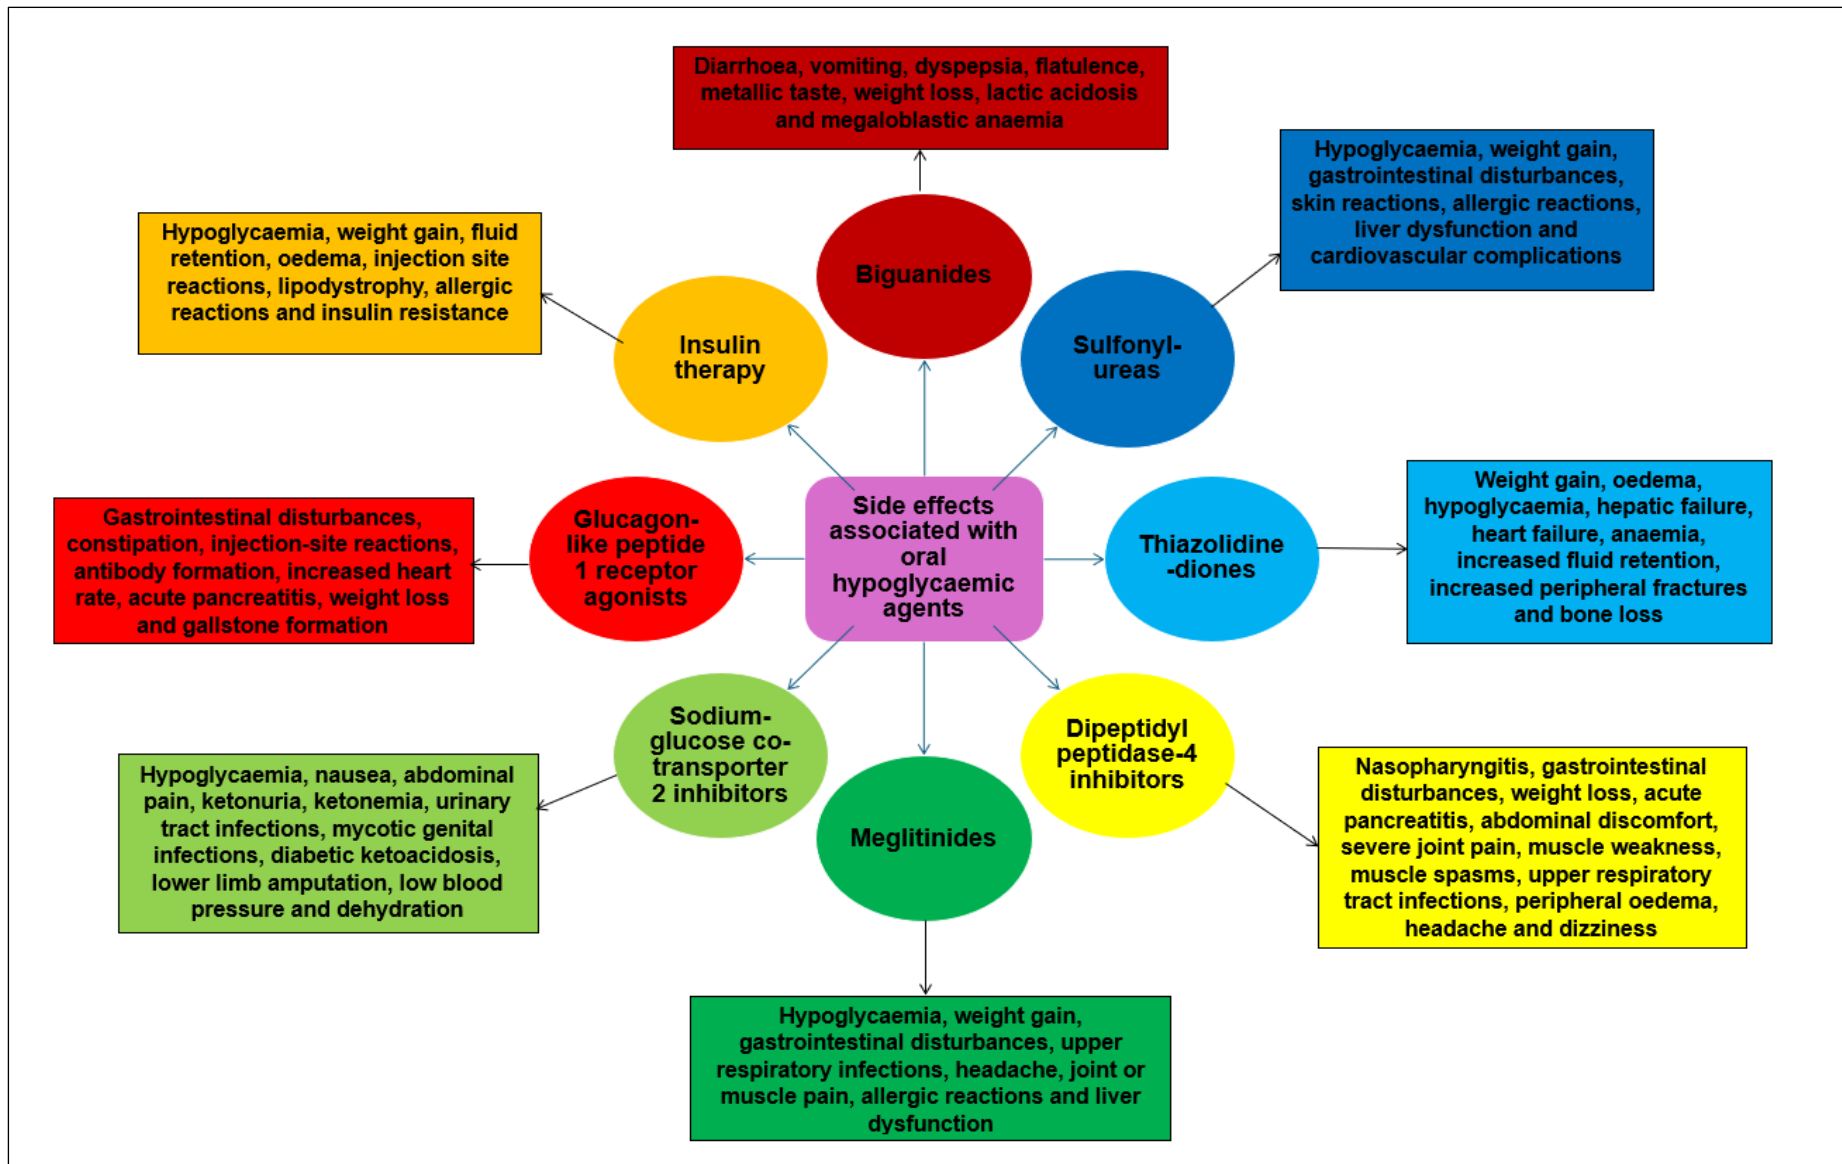 Diarrhoea, vomiting, dyspepsia, flatulence,
metallic taste, weight loss, lactic acidosis
and megaloblastic anaemia
Hypoglycaemia, weight gain,
gastrointestinal disturbances,
skin reactions, allergic reactions,
liver dysfunction and
cardiovascular complications
Hypoglycaemia, weight gain, fluid
retention, oedema, injection site
reactions, lipodystrophy, allergic
reactions and insulin resistance
Biguanides
Insulin
therapy
Sulfonyl-
ureas
Weight gain, oedema,
hypoglycaemia, hepatic failure,
heart failure, anaemia,
increased fluid retention,
increased peripheral fractures
and bone loss
Gastrointestinal disturbances,
constipation, injection-site reactions,
antibody formation, increased heart
rate, acute pancreatitis, weight loss
and gallstone formation
Glucagon-
like peptide
1 receptor
agonists
Side effects
associated with
oral
hypoglycaemic
agents
Thiazolidine
-diones
Sodium-
glucose co-
transporter
2 inhibitors
Dipeptidyl
peptidase-4
inhibitors
Hypoglycaemia, nausea, abdominal
pain, ketonuria, ketonemia, urinary
tract infections, mycotic genital
infections, diabetic ketoacidosis,
lower limb amputation, low blood
pressure and dehydration
Meglitinides
Nasopharyngitis, gastrointestinal
disturbances, weight loss, acute
pancreatitis, abdominal discomfort,
severe joint pain, muscle weakness,
muscle spasms, upper respiratory
tract infections, peripheral oedema,
headache and dizziness
Hypoglycaemia, weight gain,
gastrointestinal disturbances, upper
respiratory infections, headache, joint or
muscle pain, allergic reactions and liver
dysfunction